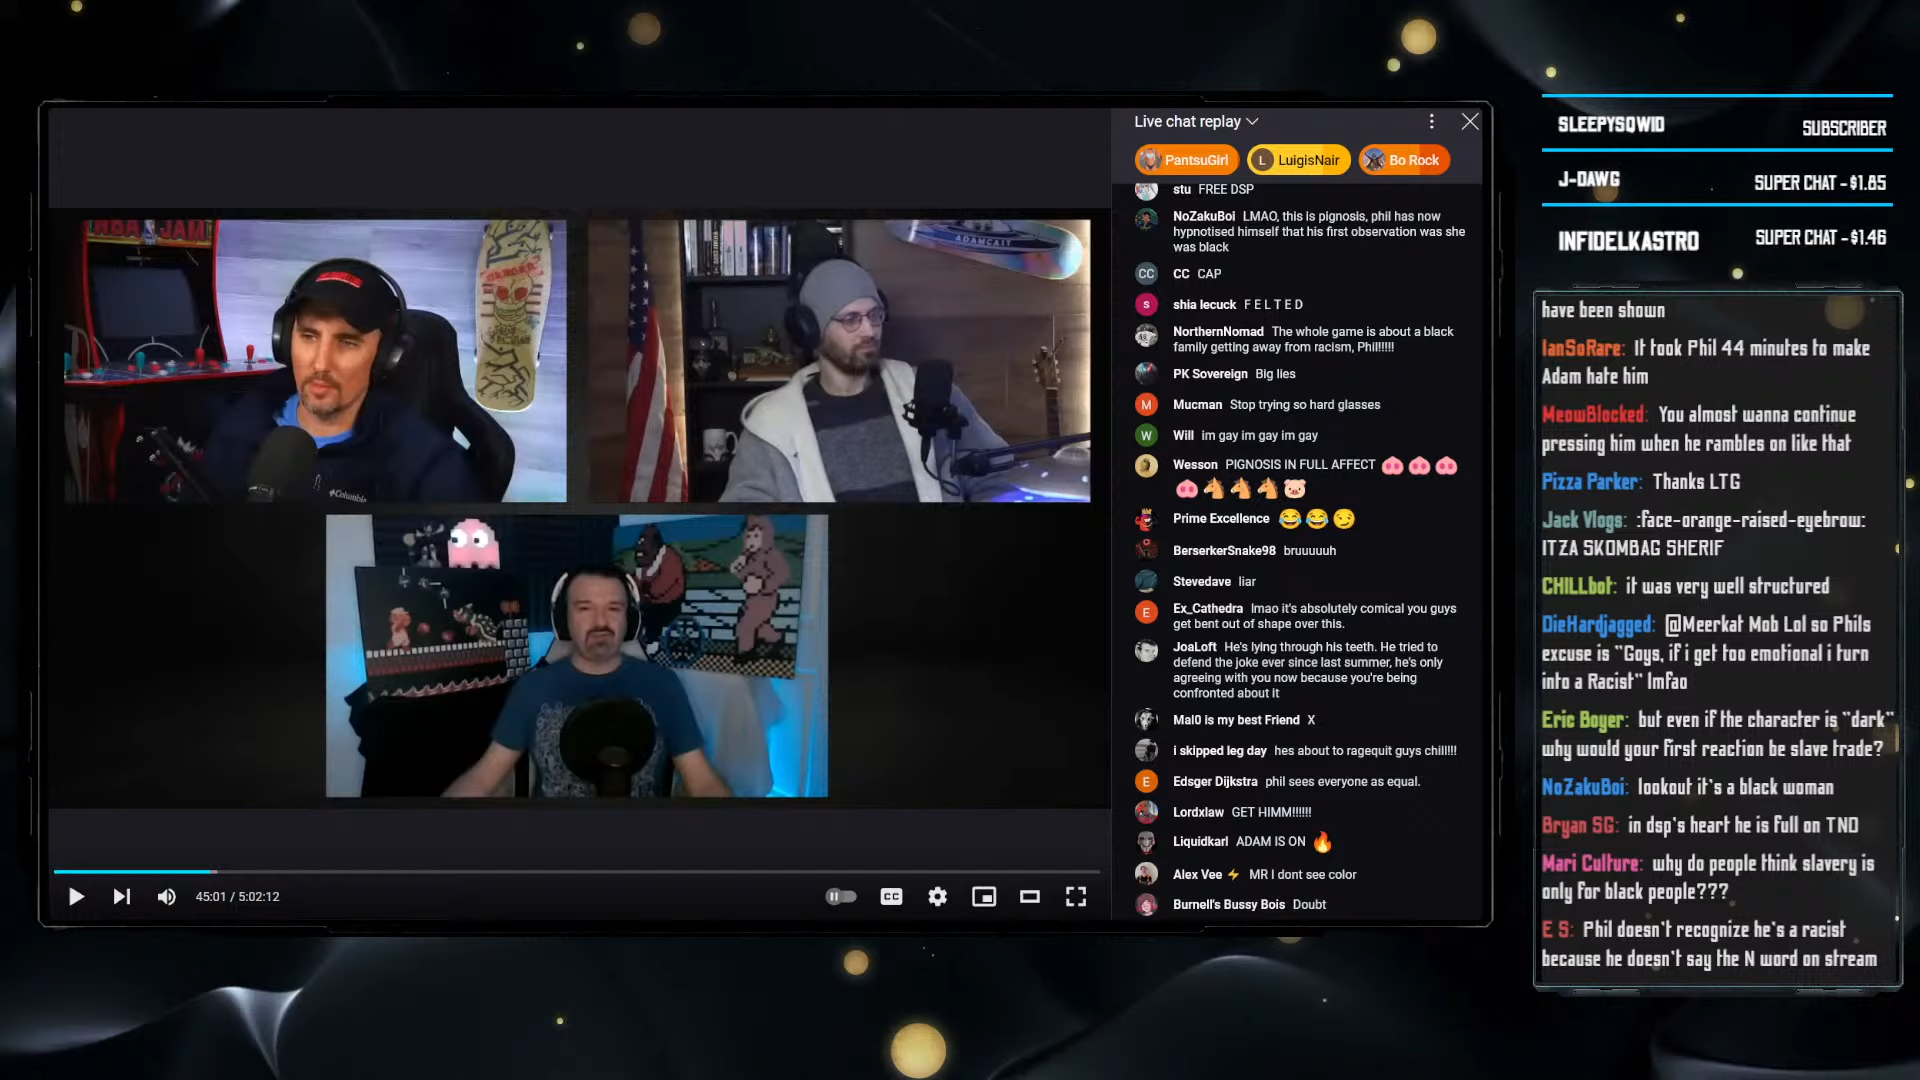 NBA JAM
ADAMCAIT
Columbia
45:01 / 5:02:12
CC
Live chat replay
PantsuGirl
L LuigisNair
Bo Rock
stu FREE DSP
NoZakuBoi LMAO, this is pignosis, phil has now
hypnotised himself that his first observation was she
was black
CC CC CAP
s shia lecuck F E L T E D
NorthernNomad The whole game is about a black
family getting away from racism, Phil!!!!!
PK Sovereign Big lies
M Mucman Stop trying so hard glasses
W Will im gay im gay im gay
Wesson PIGNOSIS IN FULL AFFECT 🐽 🐽 🐽
🐽 🐴 🐴 🐴 🐷
Prime Excellence 😂 😂 😏
BerserkerSnake98 bruuuuuh
Stevedave liar
E Ex_Cathedra lmao it's absolutely comical you guys
get bent out of shape over this.
JoaLoft He's lying through his teeth. He tried to
defend the joke ever since last summer, he's only
agreeing with you now because you're being
confronted about it
Mal0 is my best Friend X
i skipped leg day hes about to ragequit guys chill!!!!
E Edsger Dijkstra phil sees everyone as equal.
Lordxlaw GET HIMM!!!!!!
Liquidkarl ADAM IS ON 🔥
Alex Vee ⚡ MR I dont see color
Burnell's Bussy Bois Doubt
SLEEPYSQWID SUBSCRIBER
J-DAWG SUPER CHAT - $1.85
INFIDELKASTRO SUPER CHAT - $1.46
have been shown
IanSoRare: It took Phil 44 minutes to make
Adam hate him
MeowBlocked: You almost wanna continue
pressing him when he rambles on like that
Pizza Parker: Thanks LTG
Jack Vlogs: :face-orange-raised-eyebrow:
ITZA SKOMBAG SHERIF
CHILLbot: it was very well structured
DieHardjagged: @Meerkat Mob Lol so Phils
excuse is "Goys, if i get too emotional i turn
into a Racist" lmfao
Eric Boyer: but even if the character is "dark"
why would your first reaction be slave trade?
NoZakuBoi: lookout it's a black woman
Bryan SG: in dsp's heart he is full on TND
Mari Culture: why do people think slavery is
only for black people???
E S: Phil doesn't recognize he's a racist
because he doesn't say the N word on stream